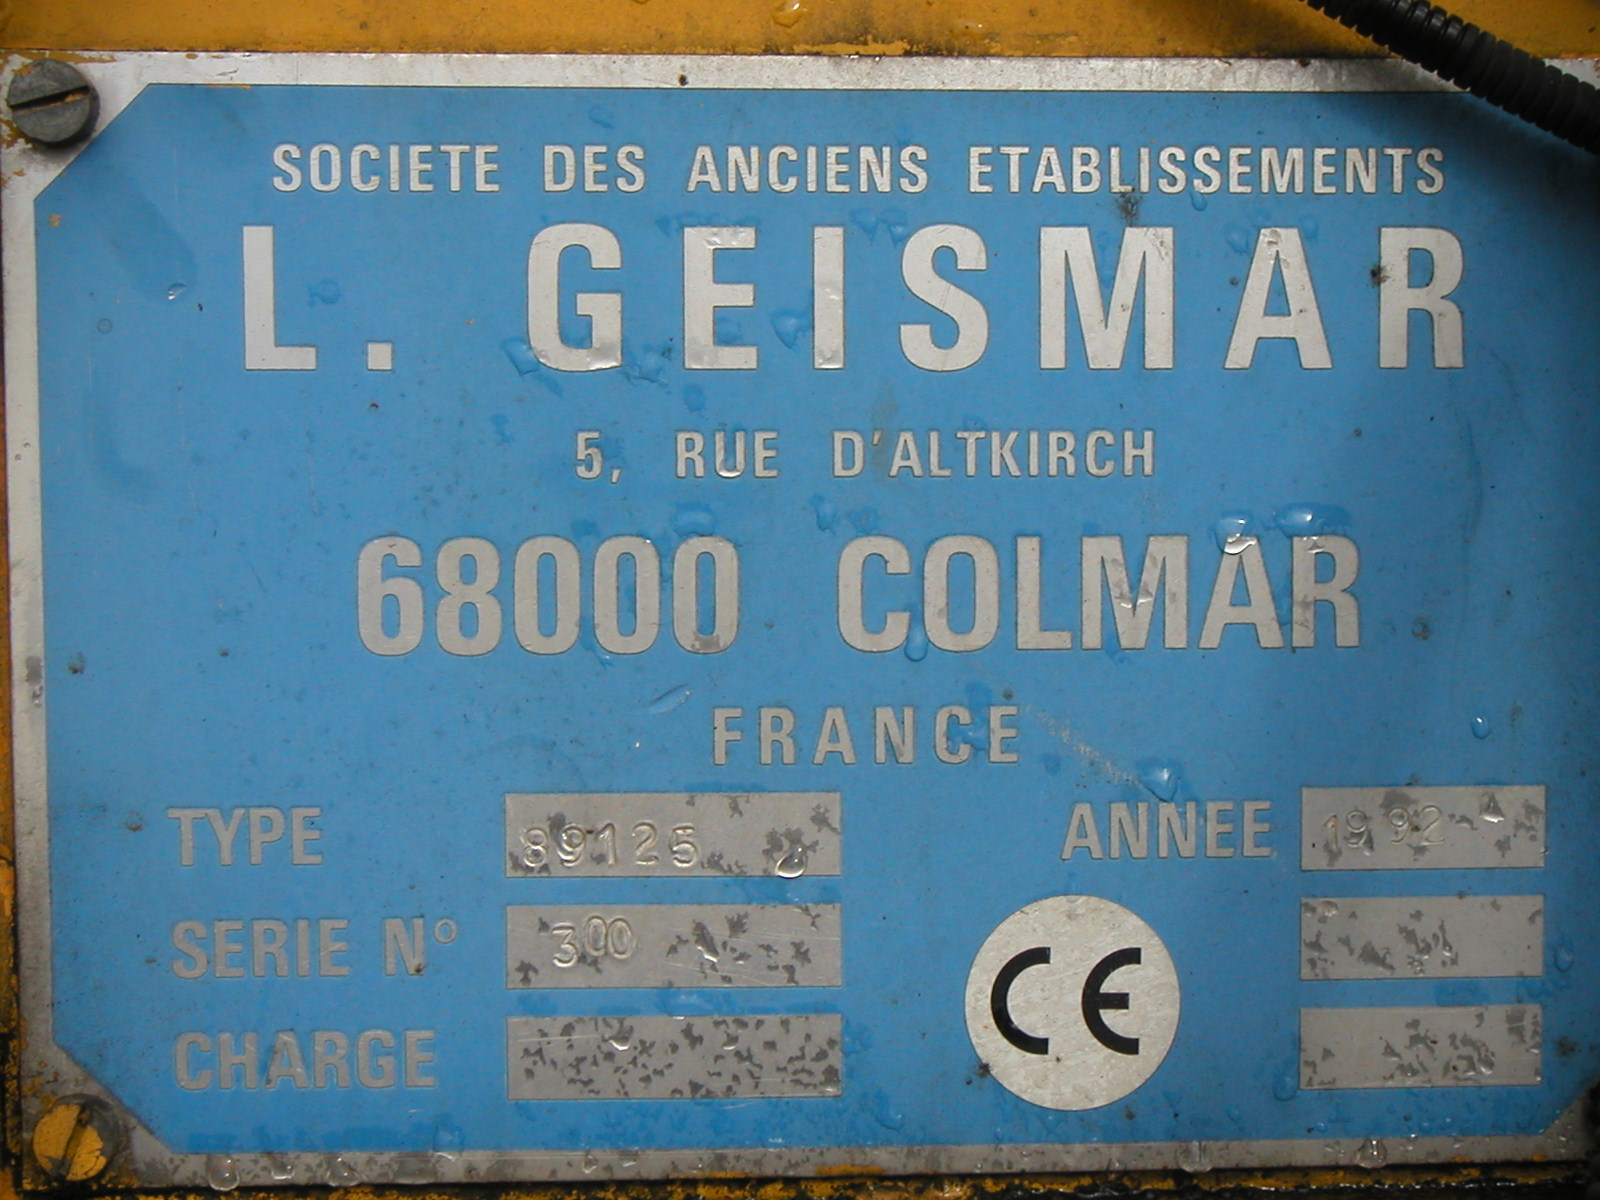 SOCIETE DES ANCIENS ETABLISSEMENTS
L. GEISMAR
5, RUE D'ALTKIRCH
68000 COLMAR
FRANCE
TYPE 89125 ANNEE 1992
SERIE N° 300
CE
CHARGE